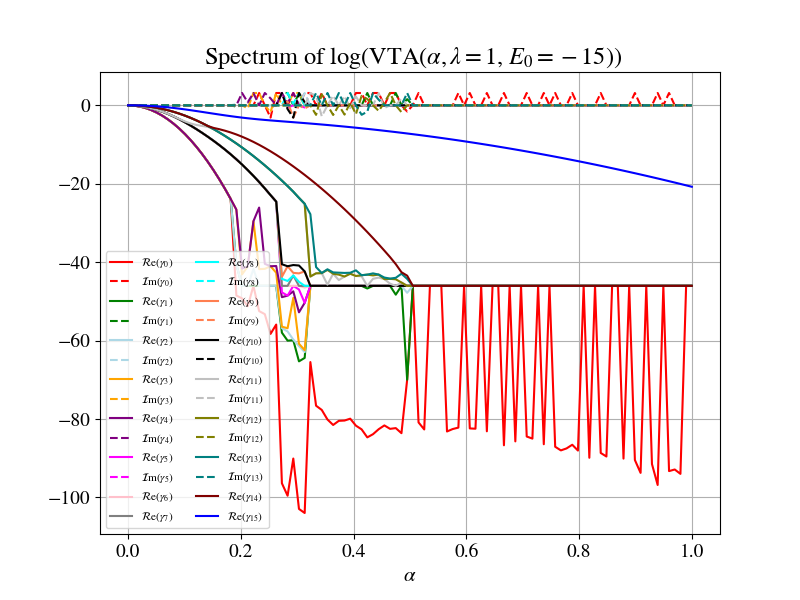 Spectrum of log(VTA(α, λ = 1, E₀ = −15))
0
−20
−40
−60
−80
−100
0.0 0.2 0.4 0.6 0.8 1.0
α
ℛe(γ₀) ℛe(γ₈)
ℐm(γ₀) ℐm(γ₈)
ℛe(γ₁) ℛe(γ₉)
ℐm(γ₁) ℐm(γ₉)
ℛe(γ₂) ℛe(γ₁₀)
ℐm(γ₂) ℐm(γ₁₀)
ℛe(γ₃) ℛe(γ₁₁)
ℐm(γ₃) ℐm(γ₁₁)
ℛe(γ₄) ℛe(γ₁₂)
ℐm(γ₄) ℐm(γ₁₂)
ℛe(γ₅) ℛe(γ₁₃)
ℐm(γ₅) ℐm(γ₁₃)
ℛe(γ₆) ℛe(γ₁₄)
ℛe(γ₇) ℛe(γ₁₅)